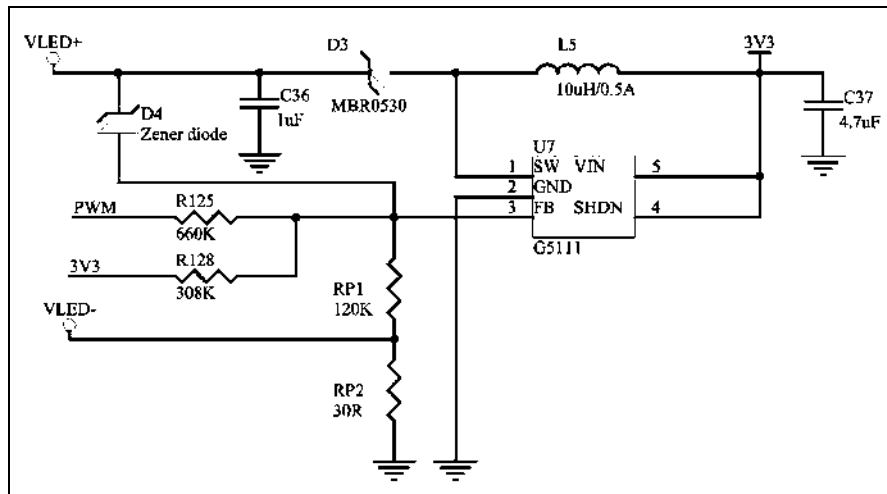 VLED+
D3
L5
3V3
C36
1uF
MBR0530
10uH/0.5A
C37
4.7uF
D4
Zener diode
U7
1 SW VIN 5
2 GND
3 FB SHDN 4
G5111
PWM
R125
660K
3V3
R128
308K
RP1
120K
VLED-
RP2
30R